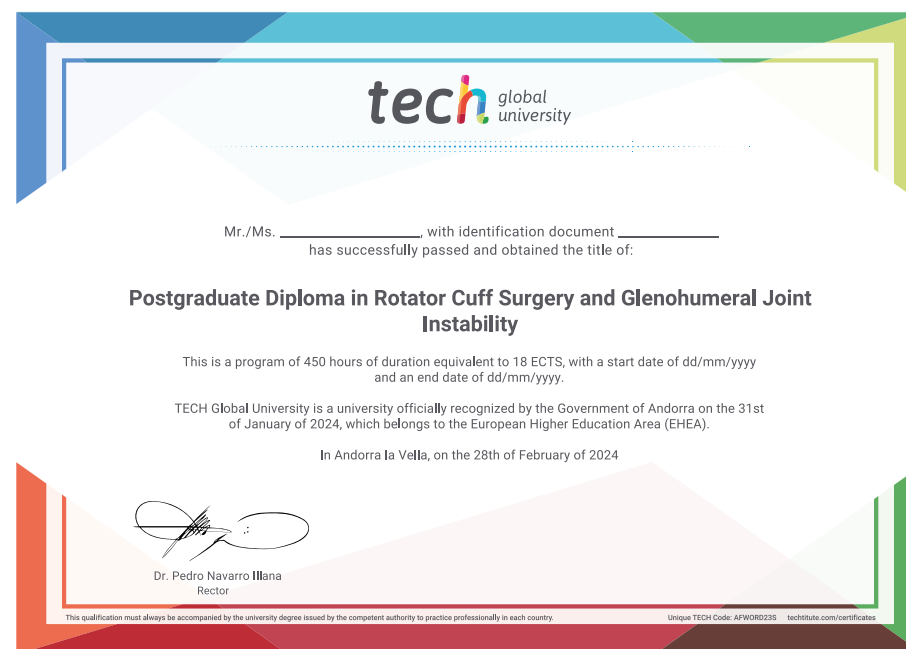 tech global university
Mr./Ms. ____________________, with identification document ______________
has successfully passed and obtained the title of:
Postgraduate Diploma in Rotator Cuff Surgery and Glenohumeral Joint
Instability
This is a program of 450 hours of duration equivalent to 18 ECTS, with a start date of dd/mm/yyyy
and an end date of dd/mm/yyyy.
TECH Global University is a university officially recognized by the Government of Andorra on the 31st
of January of 2024, which belongs to the European Higher Education Area (EHEA).
In Andorra la Vella, on the 28th of February of 2024
Dr. Pedro Navarro Illana
Rector
This qualification must always be accompanied by the university degree issued by the competent authority to practice professionally in each country.
Unique TECH Code: AFWORD23S techtitute.com/certificates